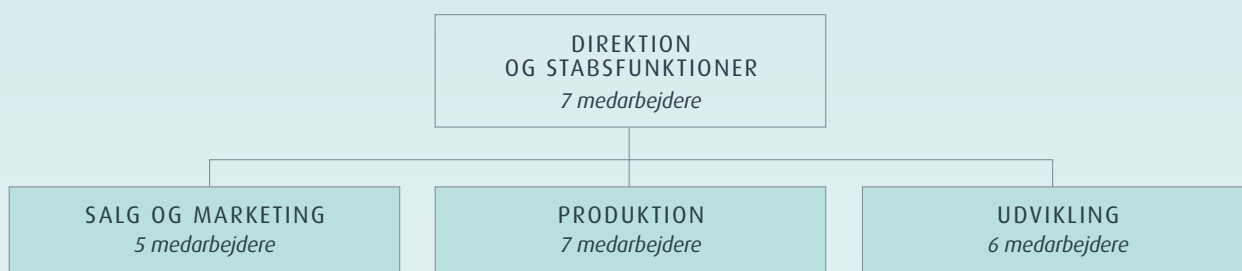 DIREKTION
OG STABSFUNKTIONER
7 medarbejdere
SALG OG MARKETING
5 medarbejdere
PRODUKTION
7 medarbejdere
UDVIKLING
6 medarbejdere